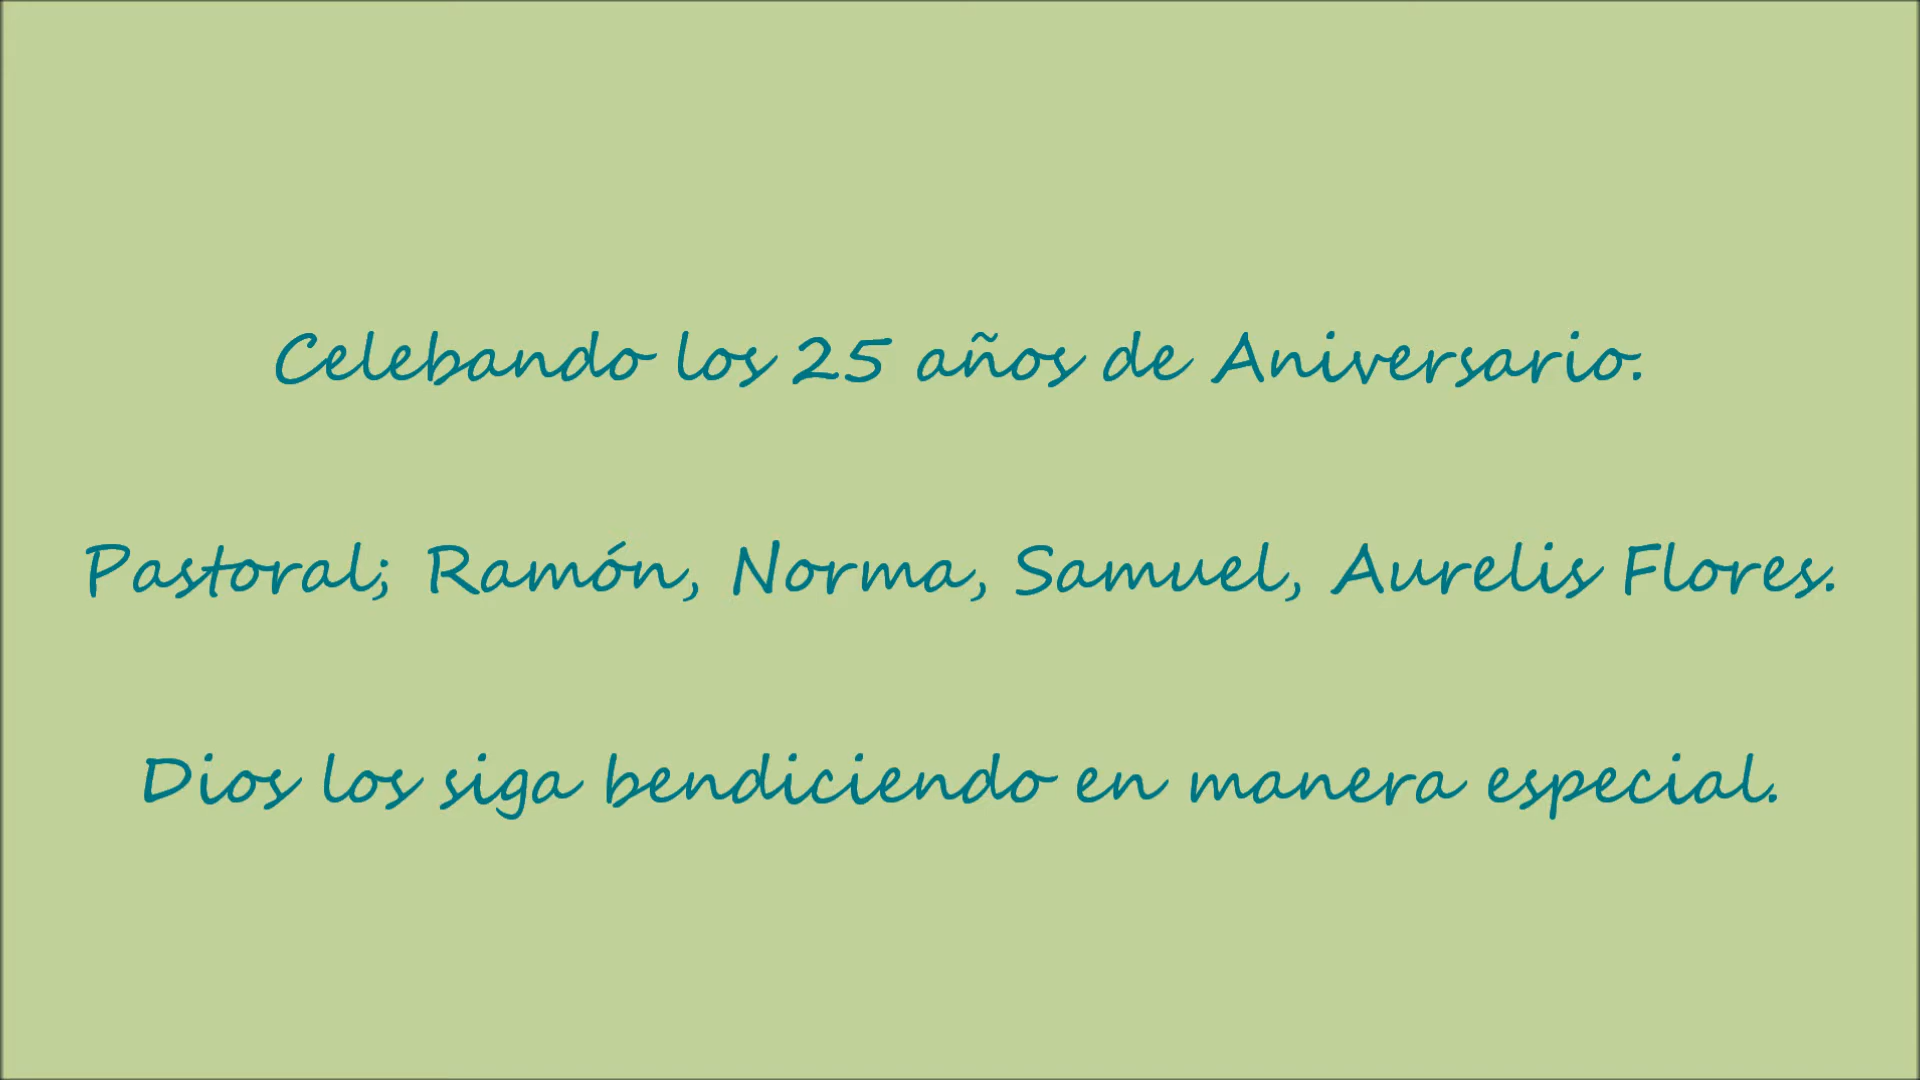 Celebando los 25 años de Aniversario.
Pastoral; Ramón, Norma, Samuel, Aurelis Flores.
Dios los siga bendiciendo en manera especial.